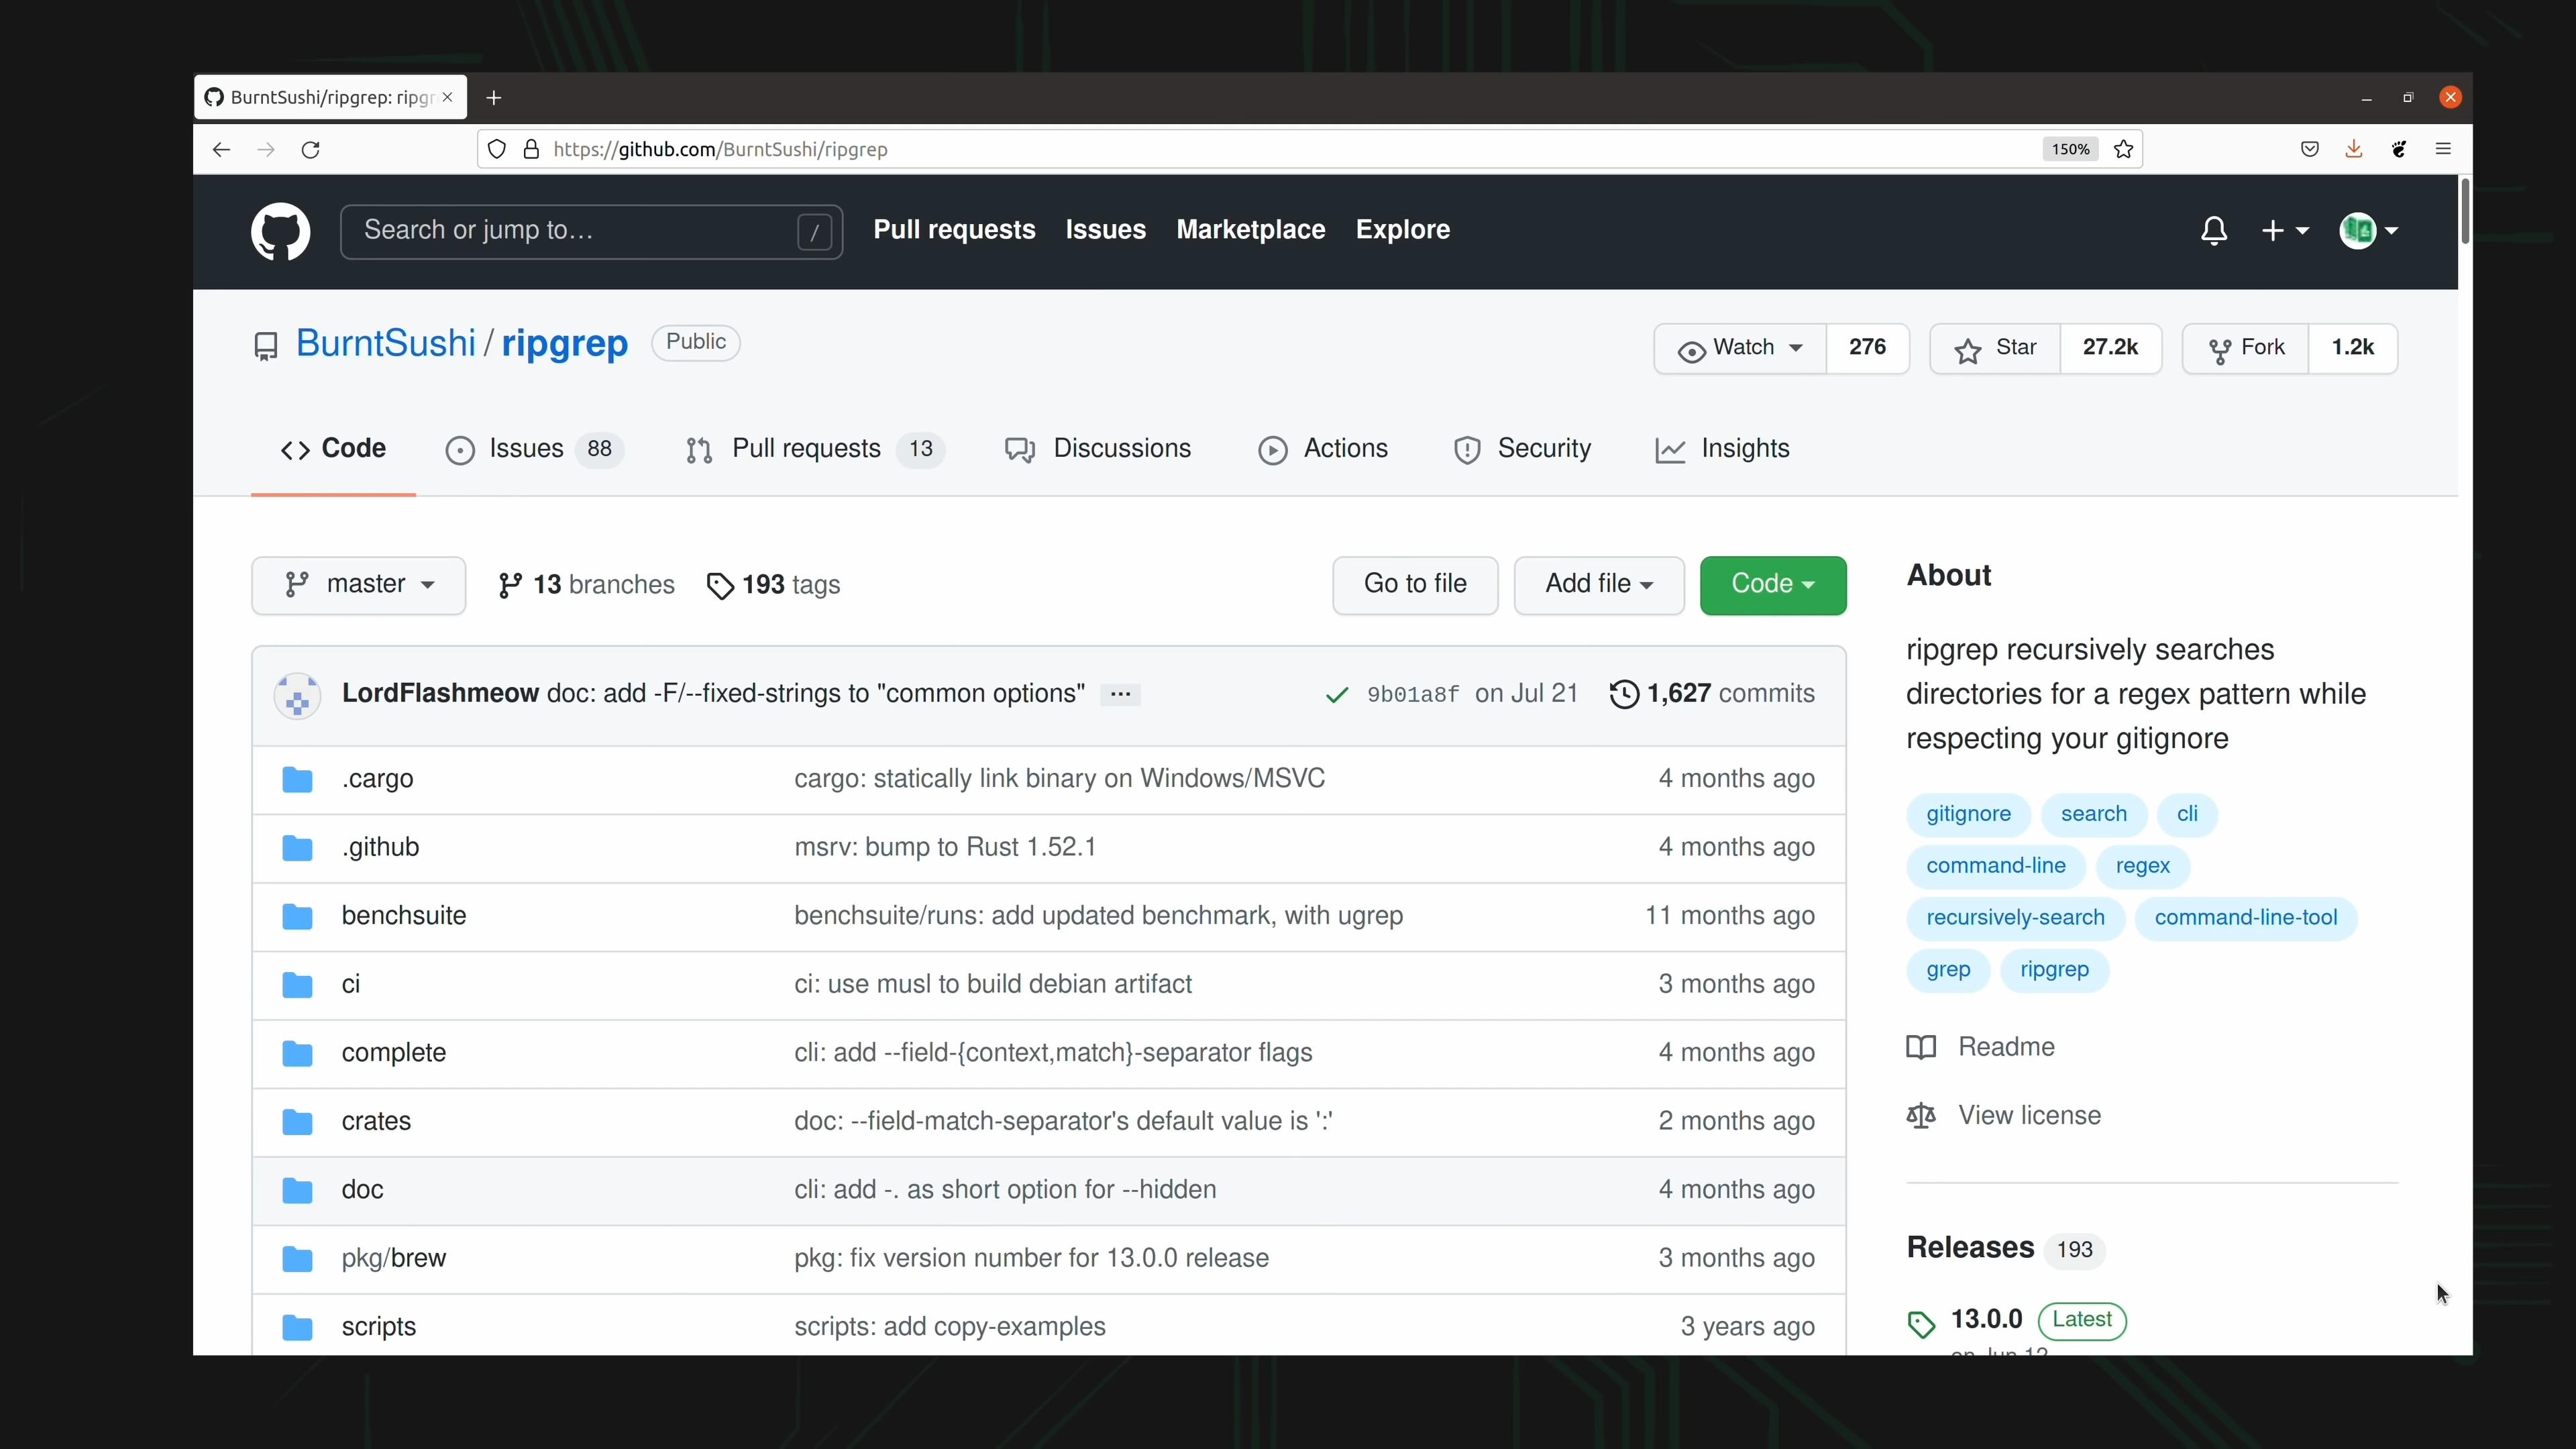 BurntSushi/ripgrep: ripgr
https://github.com/BurntSushi/ripgrep 150%
Search or jump to… / Pull requests Issues Marketplace Explore
BurntSushi / ripgrep Public Watch 276 Star 27.2k Fork 1.2k
Code Issues 88 Pull requests 13 Discussions Actions Security Insights
master 13 branches 193 tags Go to file Add file Code
LordFlashmeow doc: add -F/--fixed-strings to "common options" ... 9b01a8f on Jul 21 1,627 commits
.cargo cargo: statically link binary on Windows/MSVC 4 months ago
.github msrv: bump to Rust 1.52.1 4 months ago
benchsuite benchsuite/runs: add updated benchmark, with ugrep 11 months ago
ci ci: use musl to build debian artifact 3 months ago
complete cli: add --field-{context,match}-separator flags 4 months ago
crates doc: --field-match-separator's default value is ':' 2 months ago
doc cli: add -. as short option for --hidden 4 months ago
pkg/brew pkg: fix version number for 13.0.0 release 3 months ago
scripts scripts: add copy-examples 3 years ago
About
ripgrep recursively searches
directories for a regex pattern while
respecting your gitignore
gitignore search cli
command-line regex
recursively-search command-line-tool
grep ripgrep
Readme
View license
Releases 193
13.0.0 Latest
on Jun 12